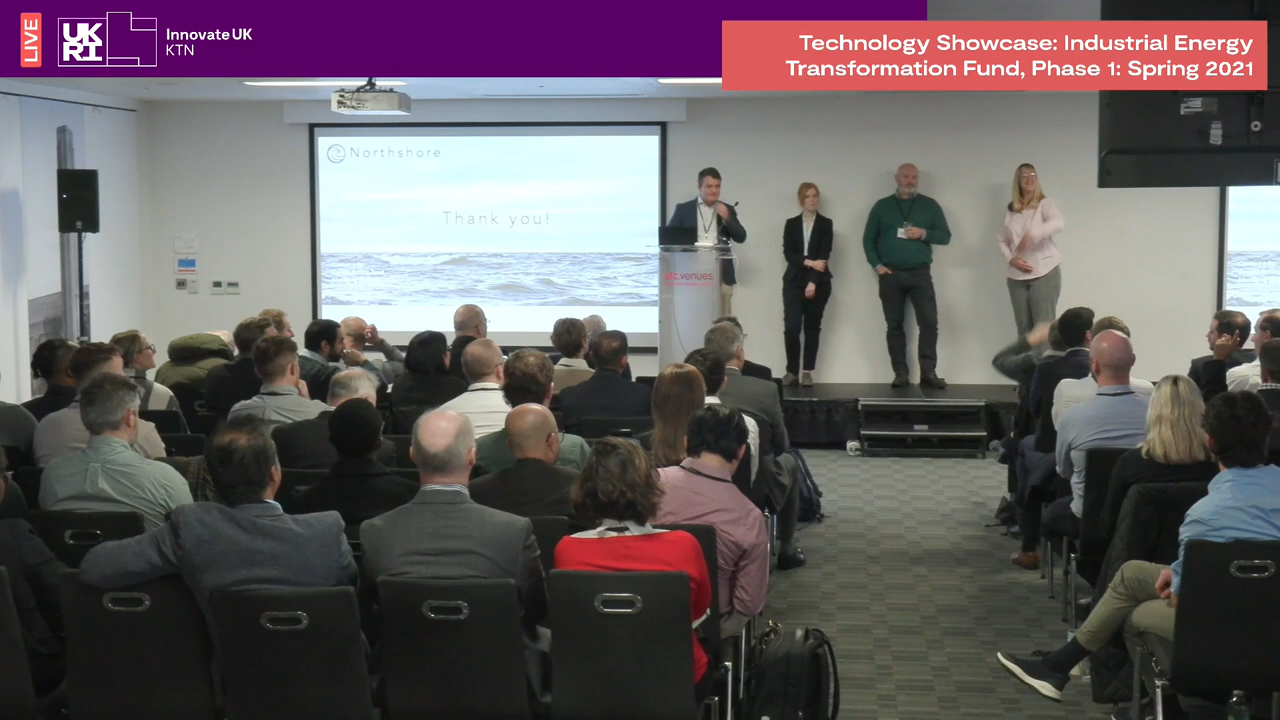 LIVE
UK
RI
Innovate UK
KTN
Technology Showcase: Industrial Energy
Transformation Fund, Phase 1: Spring 2021
Northshore
Thank you!
etc.venues